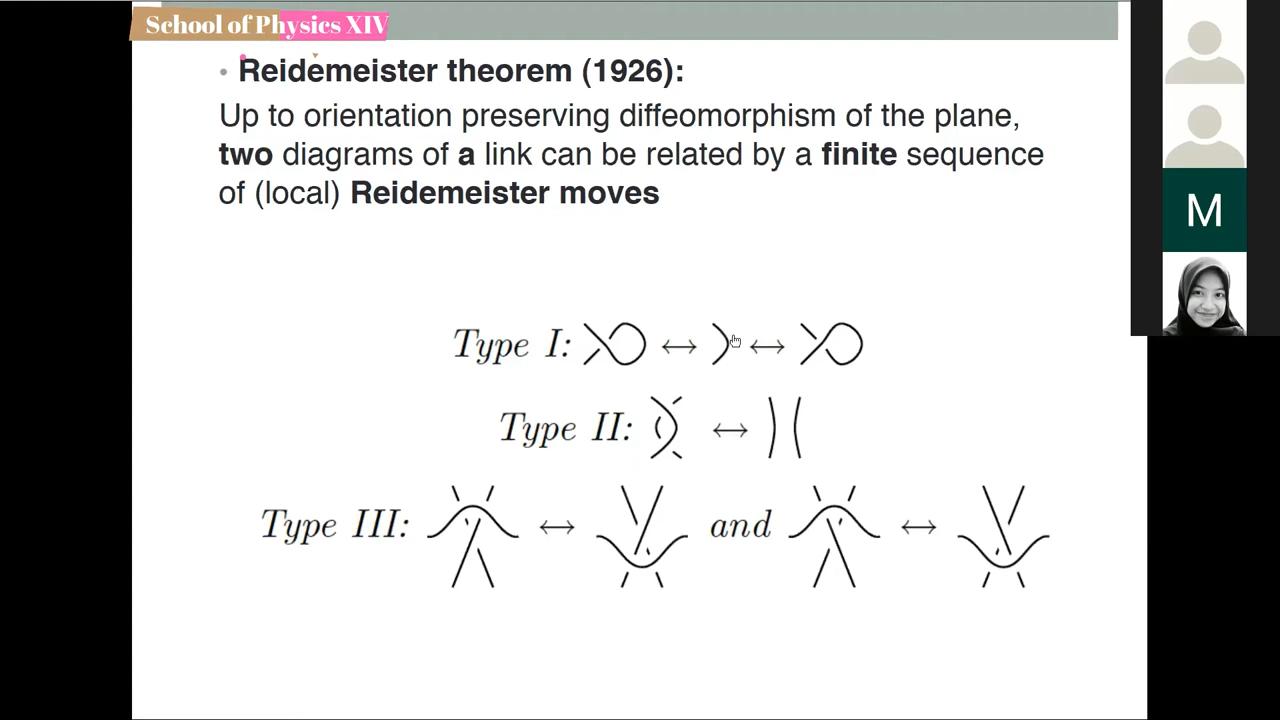 School of Physics XIV
• Reidemeister theorem (1926):
Up to orientation preserving diffeomorphism of the plane,
two diagrams of a link can be related by a finite sequence
of (local) Reidemeister moves
M
Type I: ↔ ↔
Type II: ↔
Type III: ↔ and ↔